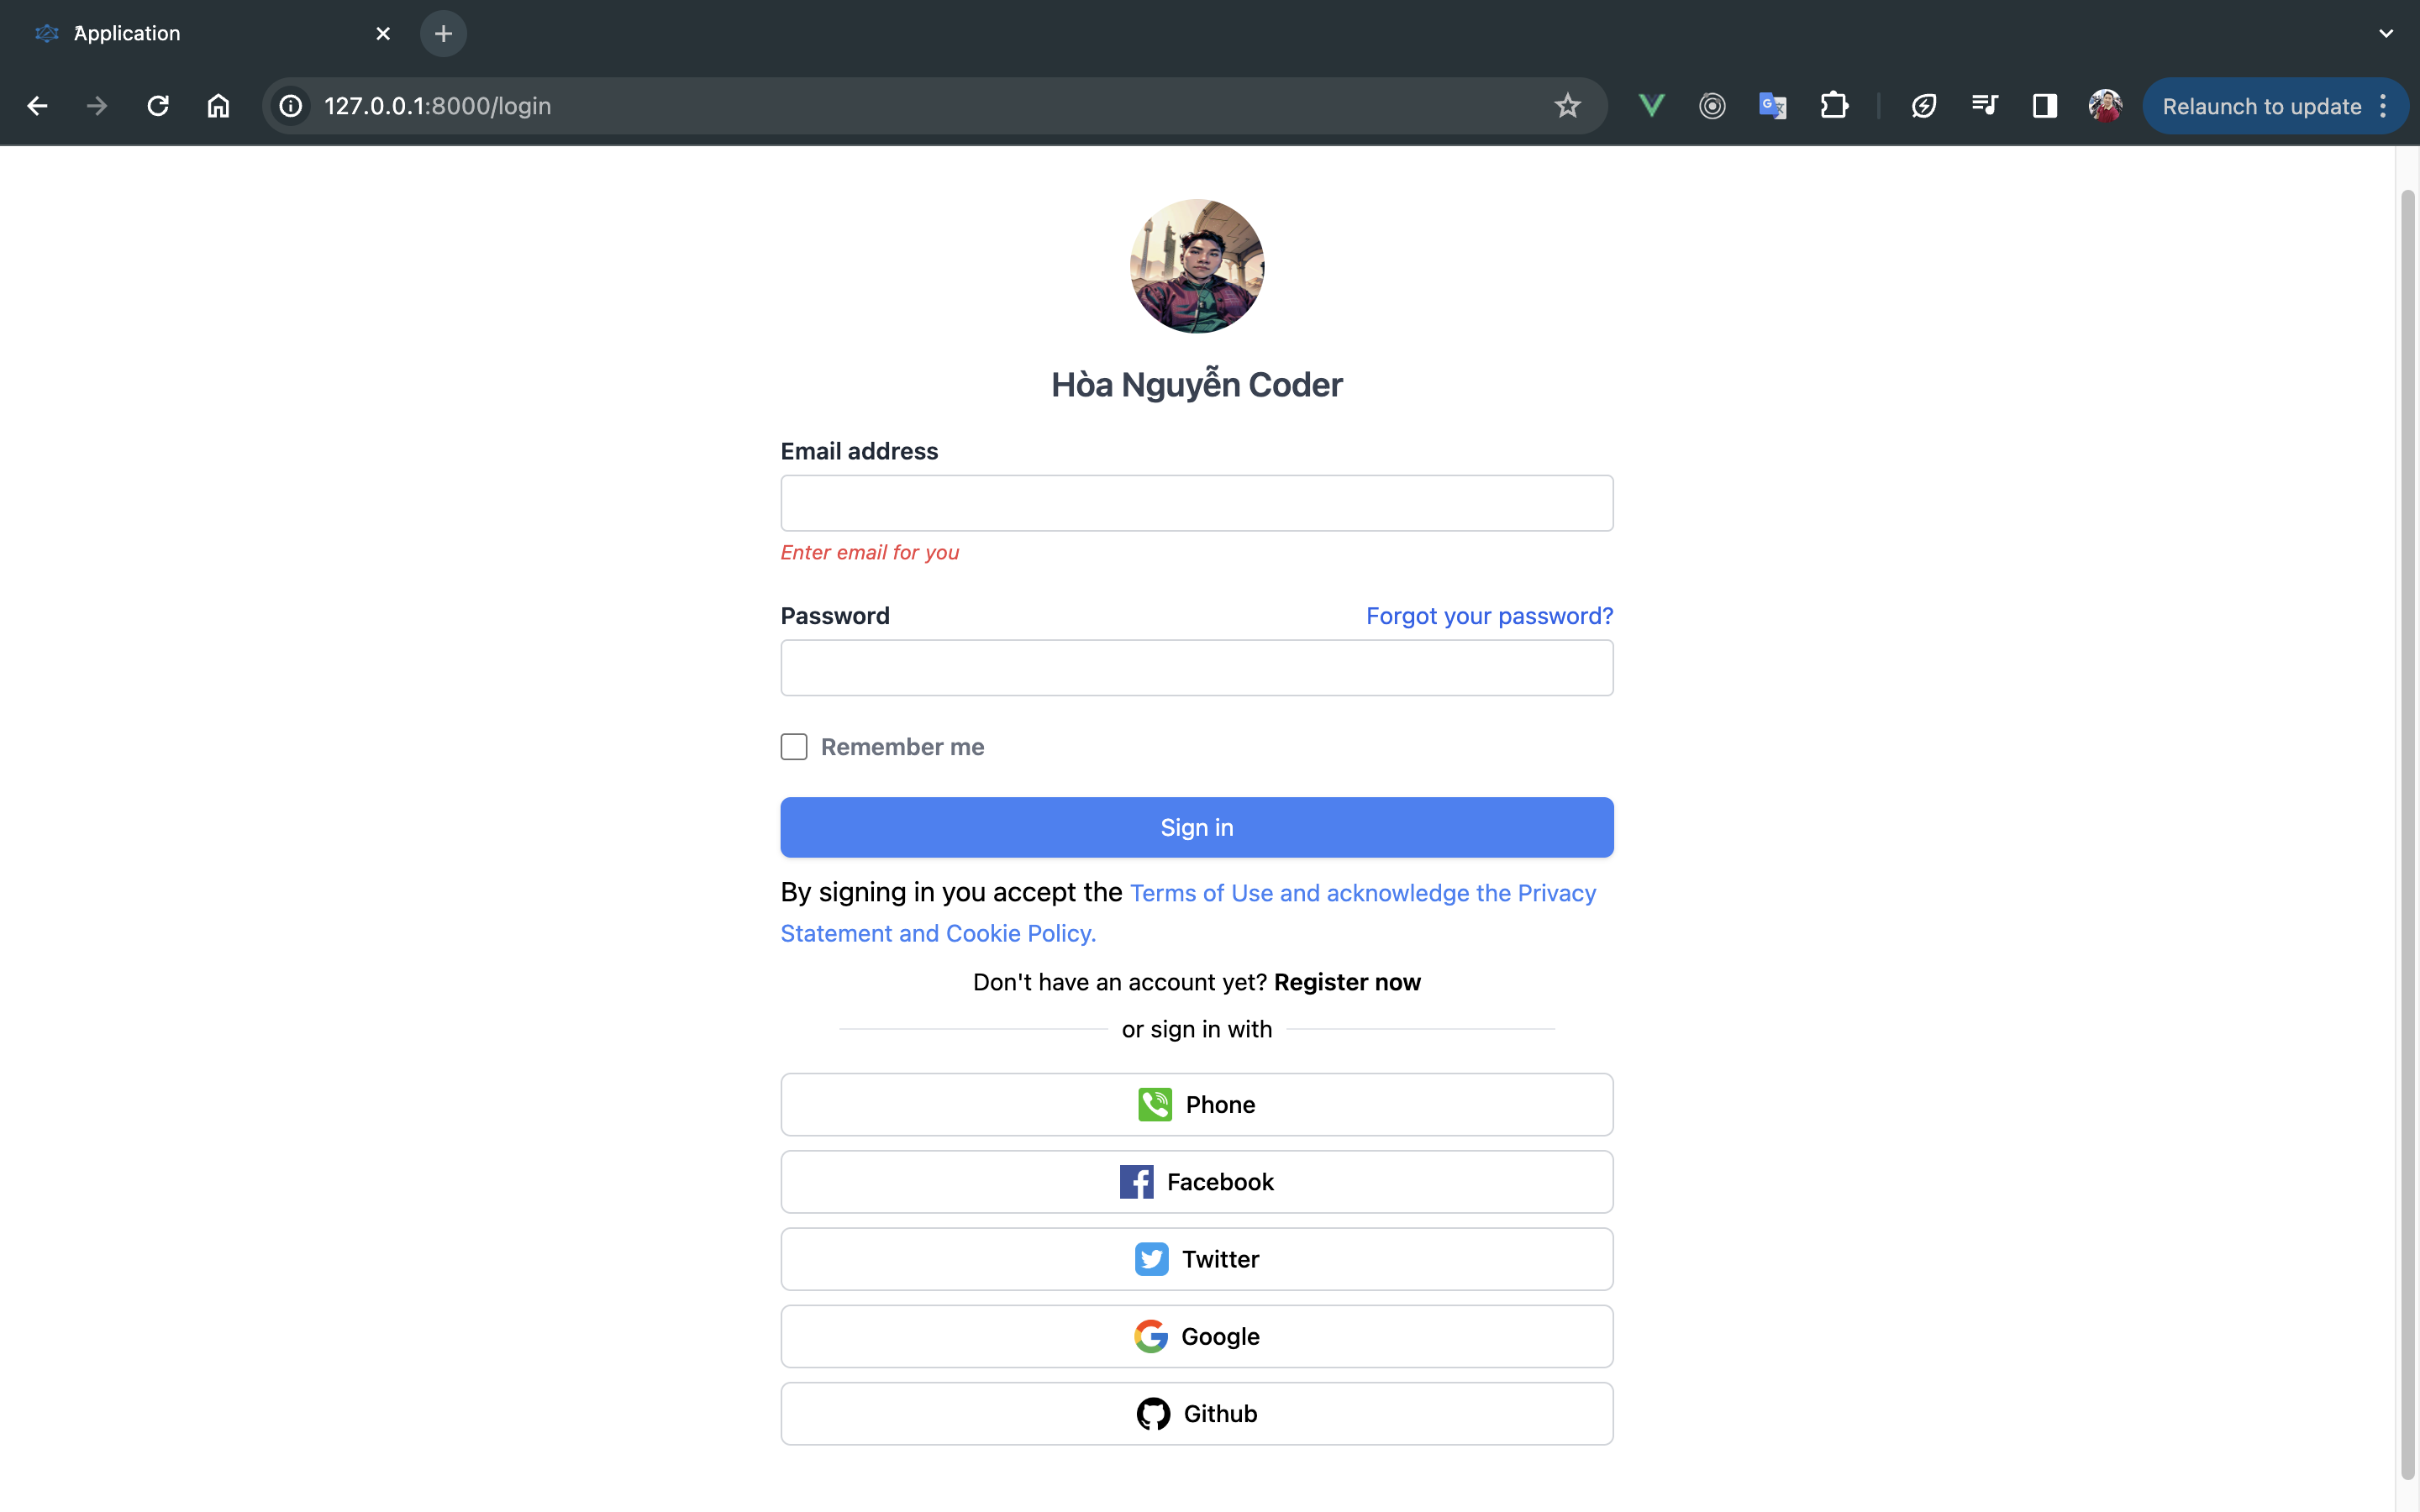 Application
127.0.0.1:8000/login
Relaunch to update
Hòa Nguyễn Coder
Email address
Enter email for you
Password
Forgot your password?
Remember me
Sign in
By signing in you accept the Terms of Use and acknowledge the Privacy
Statement and Cookie Policy.
Don't have an account yet? Register now
or sign in with
Phone
Facebook
Twitter
Google
Github